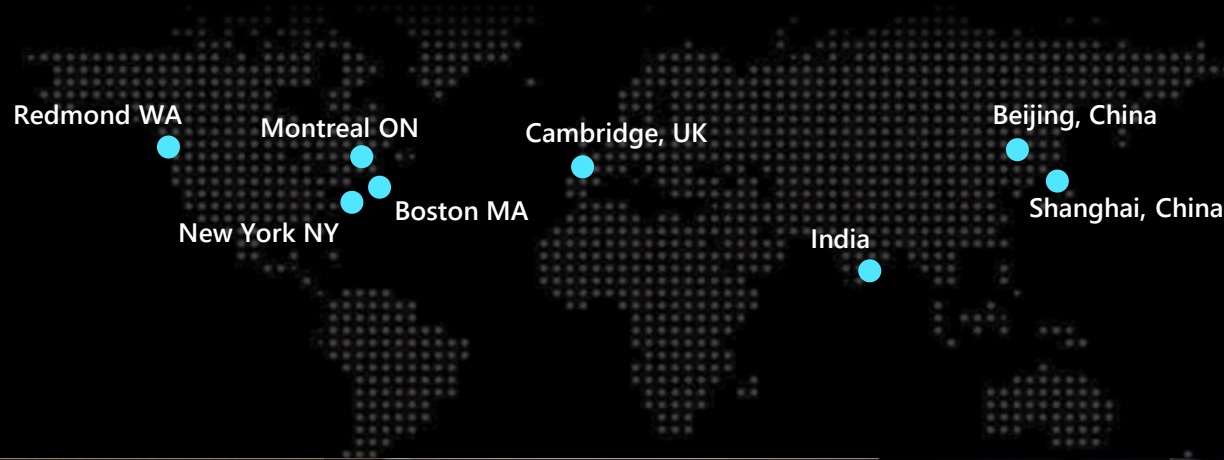 Redmond WA
Montreal ON
Cambridge, UK
Beijing, China
Boston MA
Shanghai, China
New York NY
India